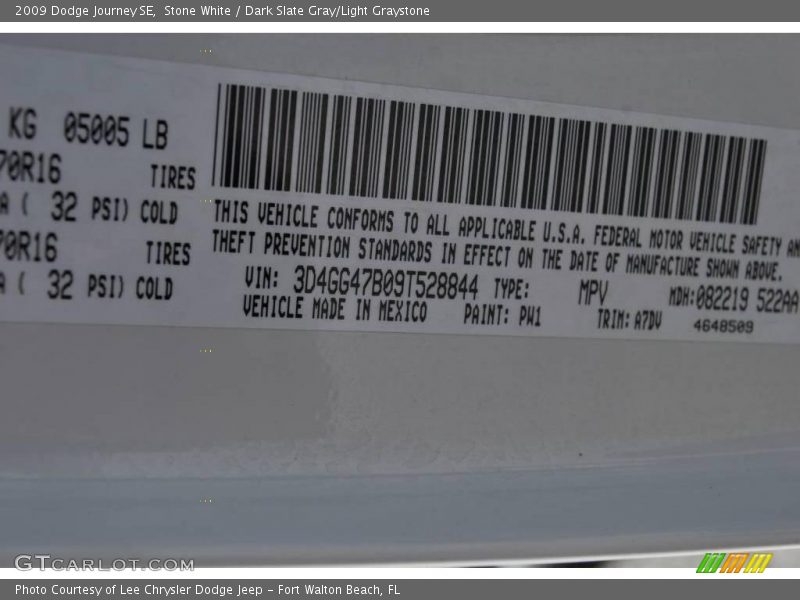 2009 Dodge Journey SE, Stone White / Dark Slate Gray/Light Graystone
KG 05005 LB
70R16 TIRES
A ( 32 PSI) COLD
70R16 TIRES
A ( 32 PSI) COLD
THIS VEHICLE CONFORMS TO ALL APPLICABLE U.S.A. FEDERAL MOTOR VEHICLE SAFETY AN
THEFT PREVENTION STANDARDS IN EFFECT ON THE DATE OF MANUFACTURE SHOWN ABOVE.
VIN: 3D4GG47B09T528844 TYPE: MPV MDH:082219 522AA
VEHICLE MADE IN MEXICO PAINT: PW1 TRIM: A7DV 4648509
GTCARLOT.COM
Photo Courtesy of Lee Chrysler Dodge Jeep - Fort Walton Beach, FL